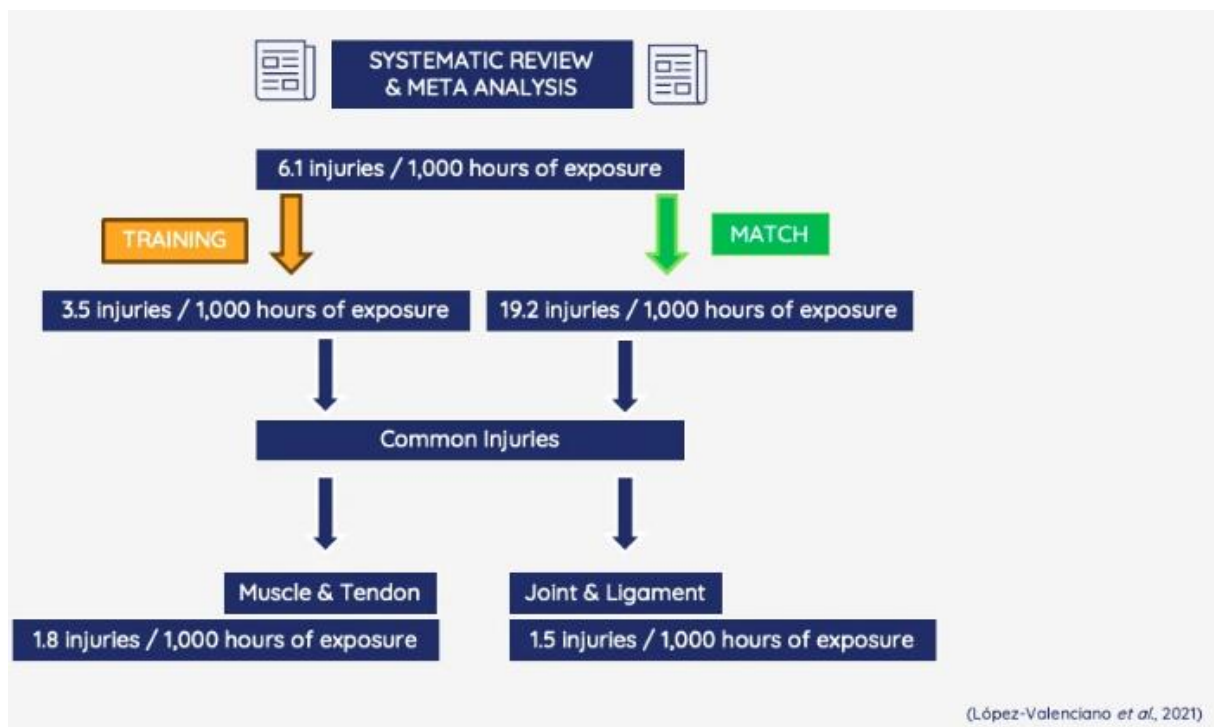 SYSTEMATIC REVIEW
& META ANALYSIS
6.1 injuries / 1,000 hours of exposure
TRAINING
MATCH
3.5 injuries / 1,000 hours of exposure
19.2 injuries / 1,000 hours of exposure
Common Injuries
Muscle & Tendon
Joint & Ligament
1.8 injuries / 1,000 hours of exposure
1.5 injuries / 1,000 hours of exposure
(López-Valenciano et al., 2021)